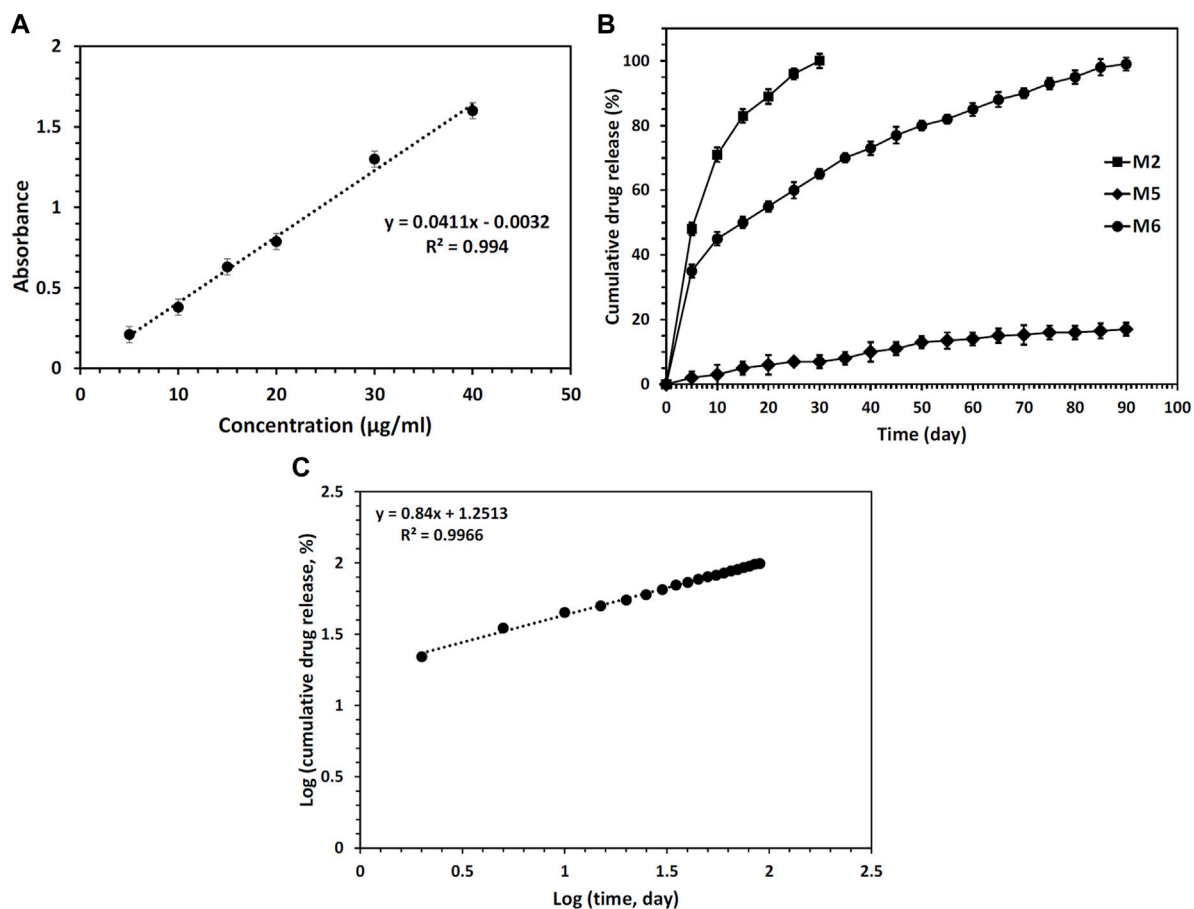 A
2
1.5
1
0.5
0
0 10 20 30 40 50
Absorbance
Concentration (µg/ml)
y = 0.0411x - 0.0032
R² = 0.994
B
100
80
60
40
20
0
0 10 20 30 40 50 60 70 80 90 100
Cumulative drug release (%)
Time (day)
M2
M5
M6
C
2.5
2
1.5
1
0.5
0
0 0.5 1 1.5 2 2.5
Log (cumulative drug release, %)
Log (time, day)
y = 0.84x + 1.2513
R² = 0.9966